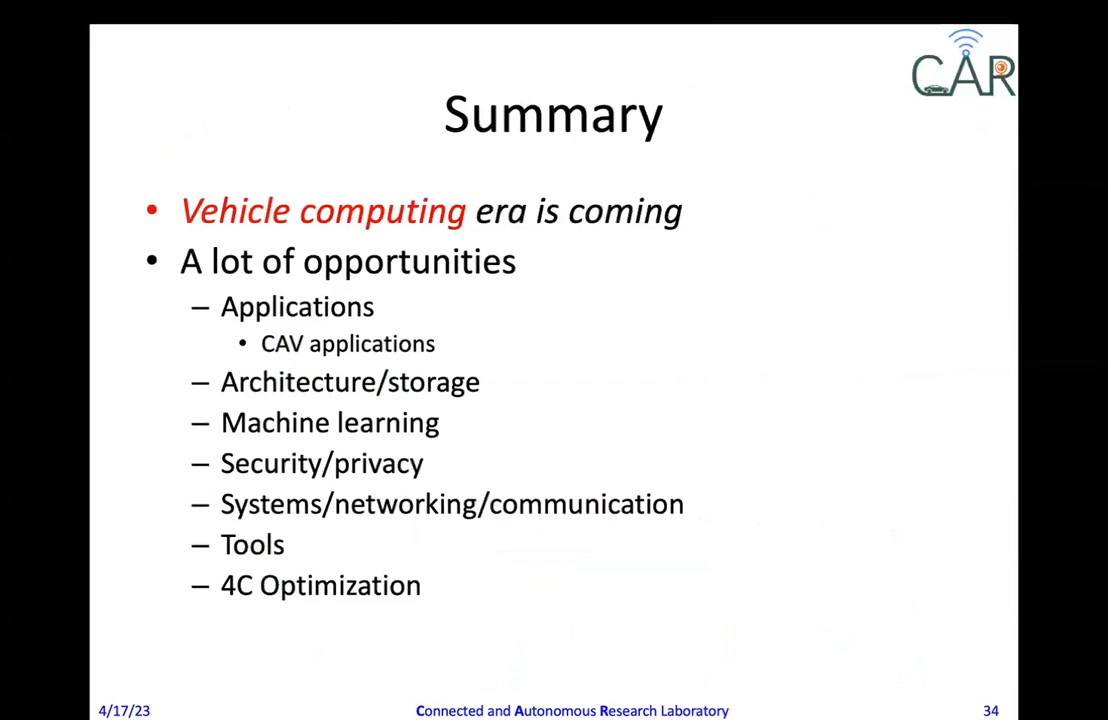 CAR
Summary
• Vehicle computing era is coming
• A lot of opportunities
– Applications
• CAV applications
– Architecture/storage
– Machine learning
– Security/privacy
– Systems/networking/communication
– Tools
– 4C Optimization
4/17/23
Connected and Autonomous Research Laboratory
34